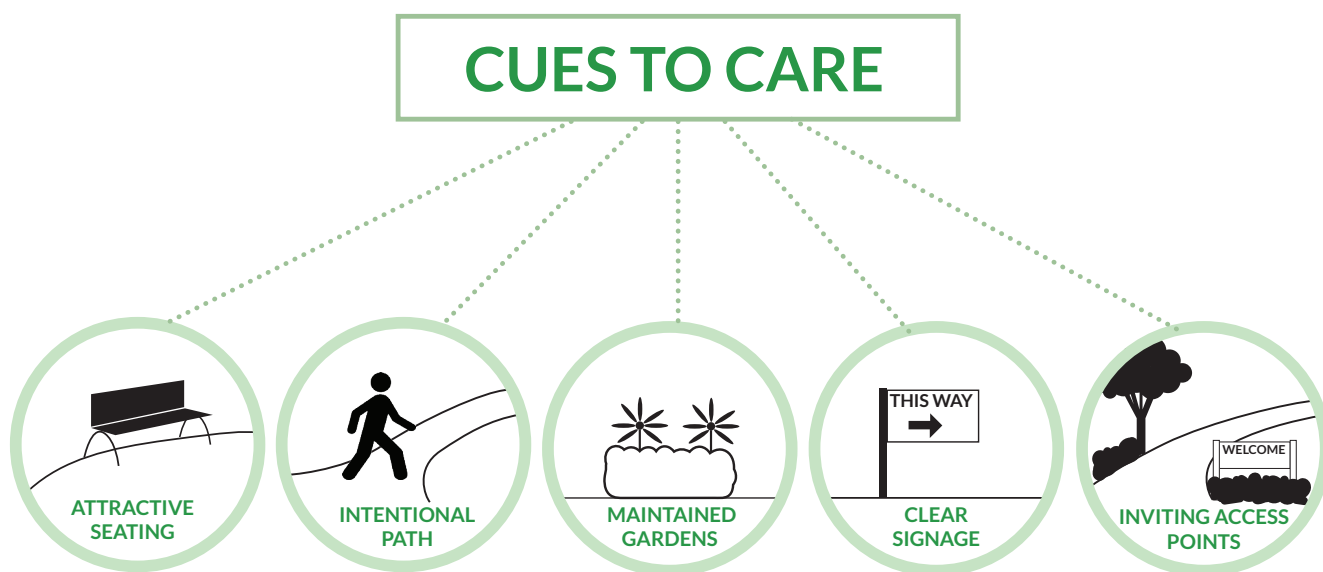 CUES TO CARE
THIS WAY
WELCOME
ATTRACTIVE
SEATING
INTENTIONAL
PATH
MAINTAINED
GARDENS
CLEAR
SIGNAGE
INVITING ACCESS
POINTS